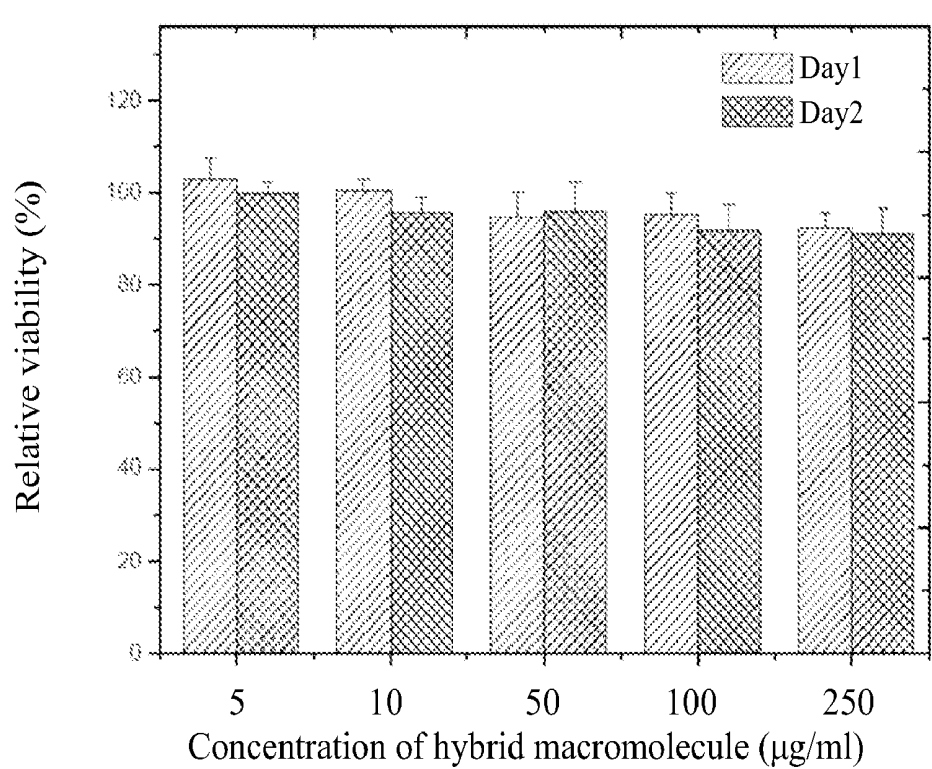 Day1
Day2
120
100
80
60
40
20
0
Relative viability (%)
5 10 50 100 250
Concentration of hybrid macromolecule (μg/ml)